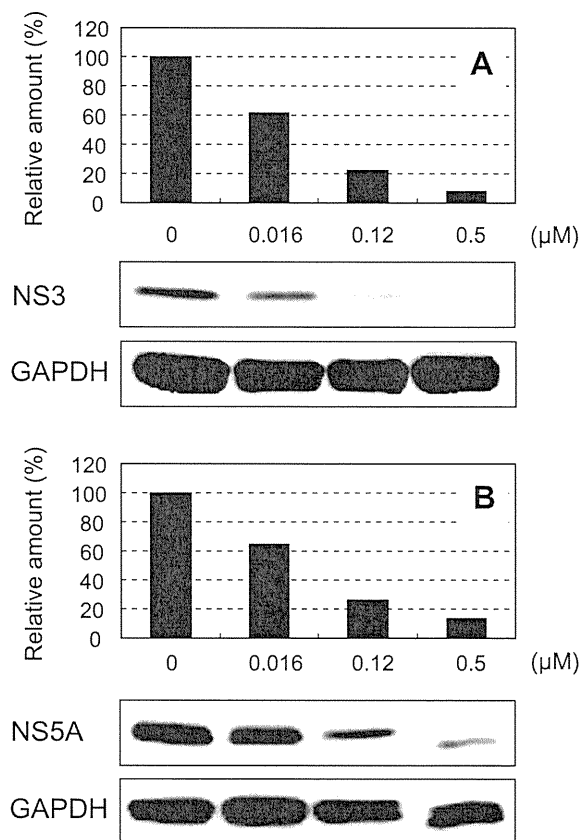 Relative amount (%)
120
100
80
60
40
20
0
A
0 0.016 0.12 0.5 (µM)
NS3
GAPDH
Relative amount (%)
120
100
80
60
40
20
0
B
0 0.016 0.12 0.5 (µM)
NS5A
GAPDH